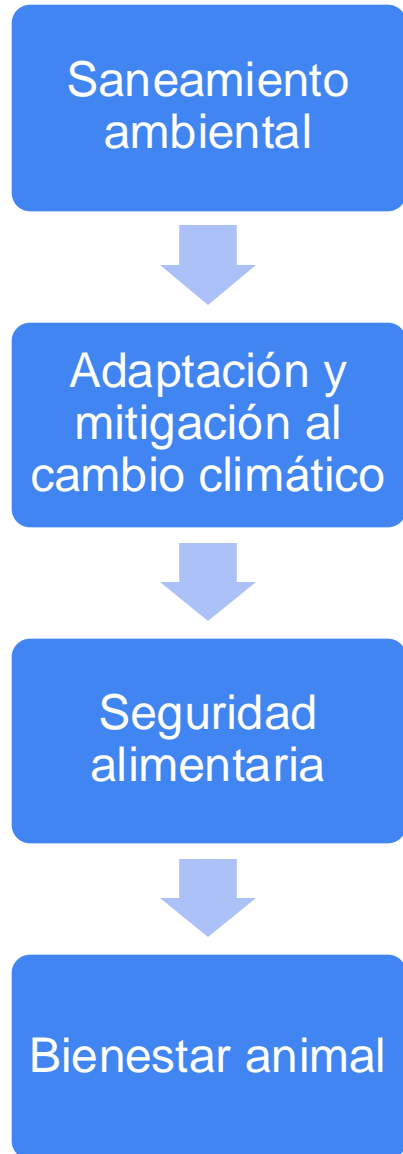 Saneamiento
ambiental
Adaptación y
mitigación al
cambio climático
Seguridad
alimentaria
Bienestar animal